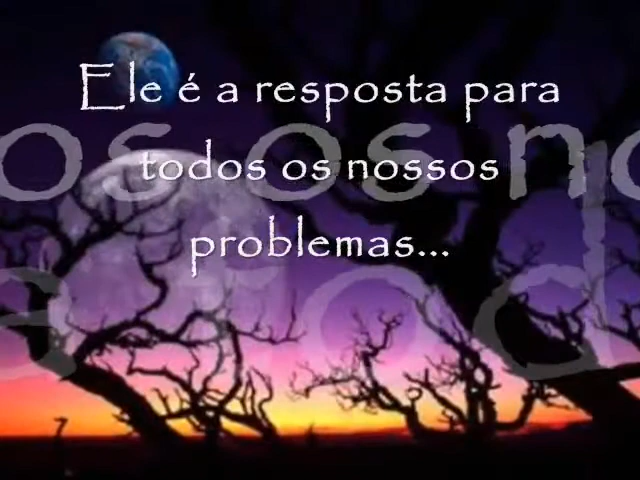 Ele é a resposta para
todos os nossos
problemas...